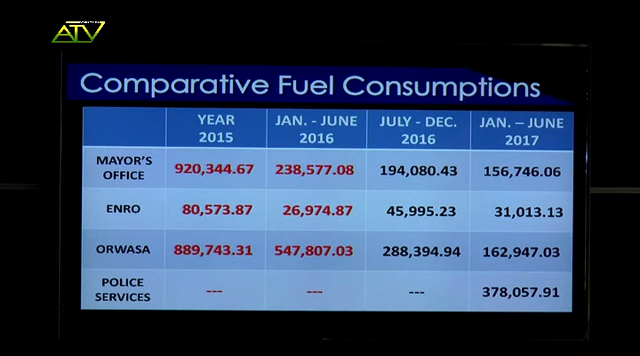 ATV
Comparative Fuel Consumptions
YEAR 2015 JAN. - JUNE 2016 JULY - DEC. 2016 JAN. – JUNE 2017
MAYOR'S OFFICE 920,344.67 238,577.08 194,080.43 156,746.06
ENRO 80,573.87 26,974.87 45,995.23 31,013.13
ORWASA 889,743.31 547,807.03 288,394.94 162,947.03
POLICE SERVICES --- --- --- 378,057.91